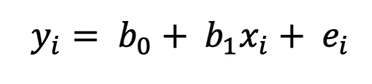 yᵢ = b₀ + b₁xᵢ + eᵢ